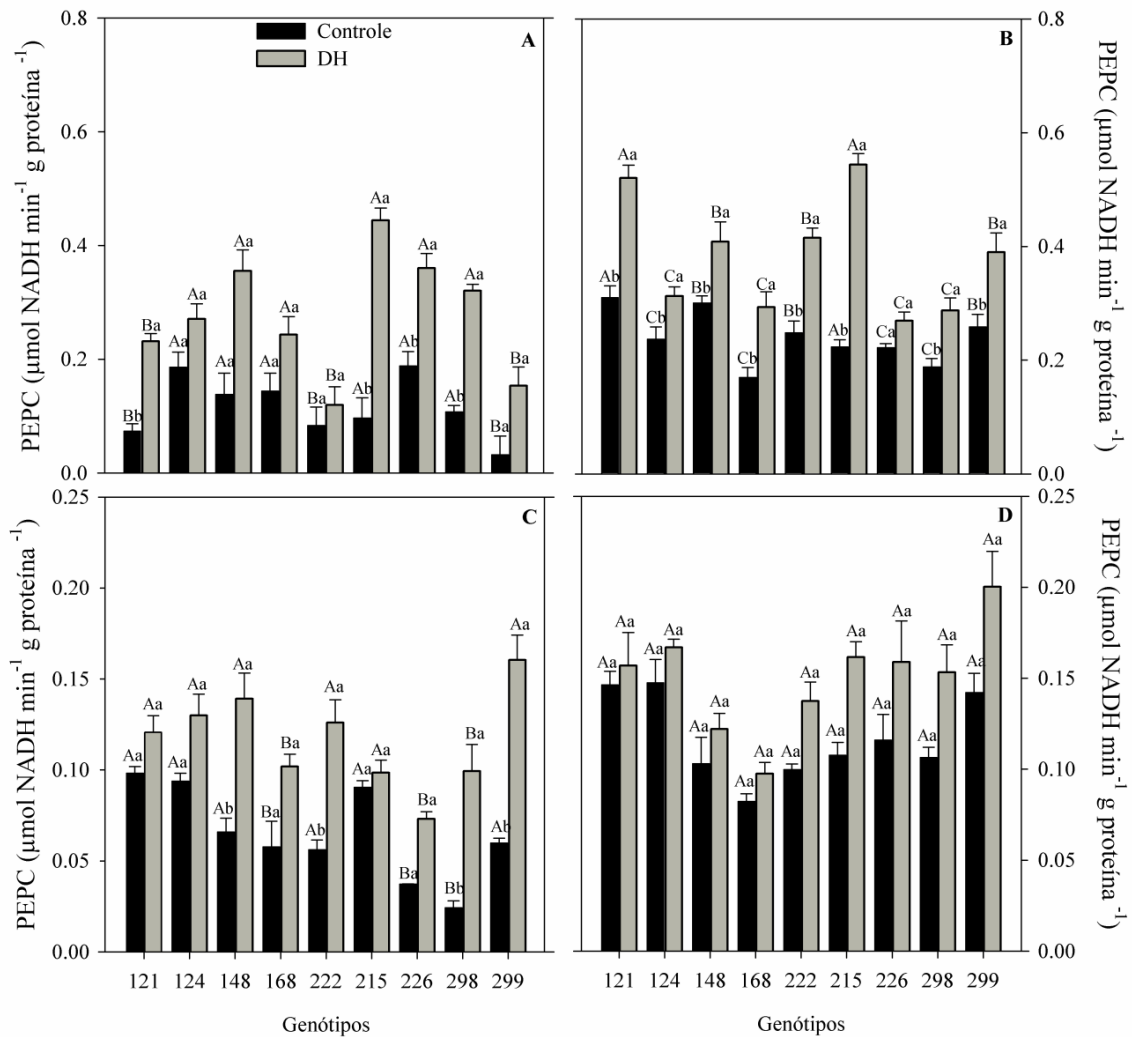 Controle
DH
A
PEPC (µmol NADH min⁻¹ g proteína ⁻¹)
0.8
0.6
0.4
0.2
0.0
Bb Ba Aa Aa Aa Aa Aa Aa Ba Ba Ab Aa Ab Aa Ab Aa Ba Ba
B
PEPC (µmol NADH min⁻¹ g proteína ⁻¹)
0.8
0.6
0.4
0.2
0.0
Ab Aa Cb Ca Bb Ba Cb Ca Bb Ba Ab Aa Ca Ca Cb Ca Bb Ba
C
PEPC (µmol NADH min⁻¹ g proteína ⁻¹)
0.25
0.20
0.15
0.10
0.05
0.00
Aa Aa Aa Aa Ab Aa Ba Ba Ab Aa Aa Aa Ba Ba Bb Ba Ab Aa
121 124 148 168 222 215 226 298 299
Genótipos
D
PEPC (µmol NADH min⁻¹ g proteína ⁻¹)
0.25
0.20
0.15
0.10
0.05
0.00
Aa Aa Aa Aa Aa Aa Aa Aa Aa Aa Aa Aa Aa Aa Aa Aa Aa Aa
121 124 148 168 222 215 226 298 299
Genótipos